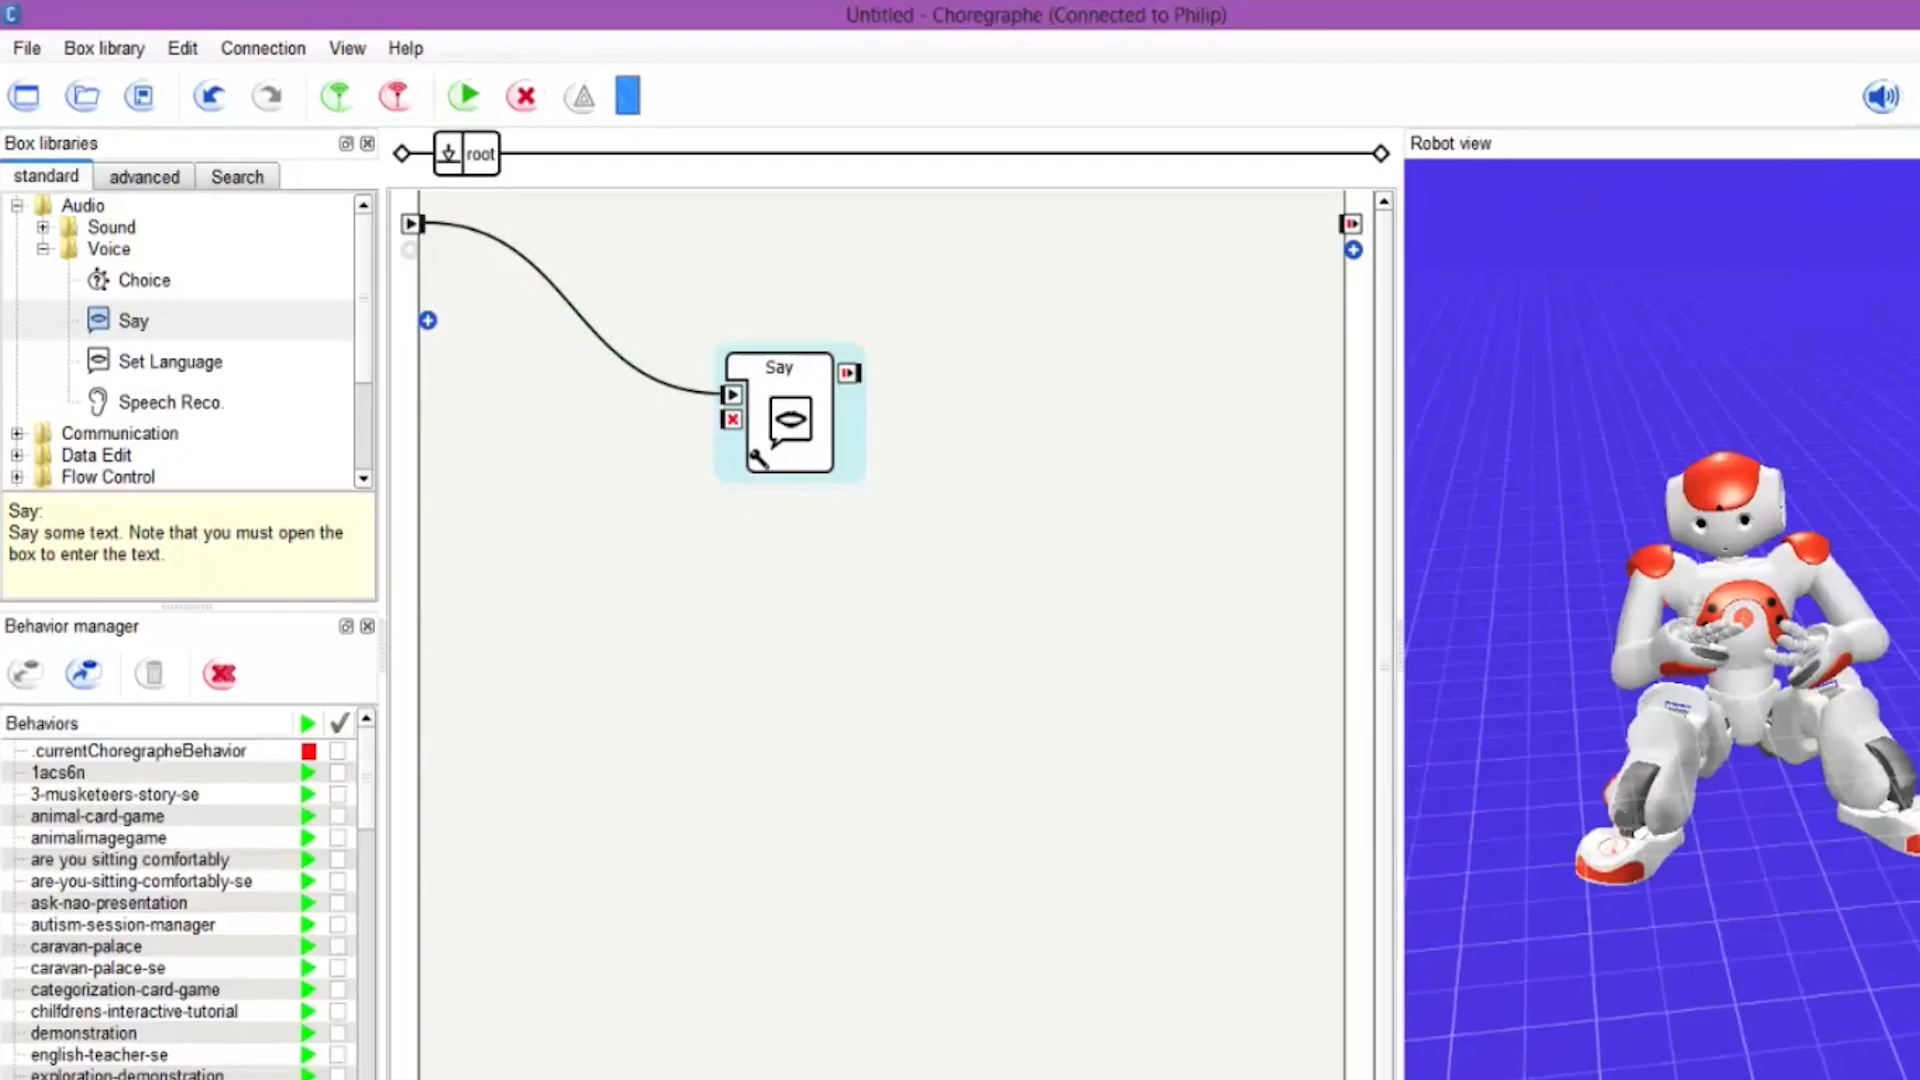 Untitled - Choregraphe (Connected to Philip)
File Box library Edit Connection View Help
Box libraries
standard advanced Search
Audio
Sound
Voice
Choice
Say
Set Language
Speech Reco.
Communication
Data Edit
Flow Control
Say:
Say some text. Note that you must open the
box to enter the text.
Behavior manager
Behaviors
.currentChoregrapheBehavior
1acs6n
3-musketeers-story-se
animal-card-game
animalimagegame
are you sitting comfortably
are-you-sitting-comfortably-se
ask-nao-presentation
autism-session-manager
caravan-palace
caravan-palace-se
categorization-card-game
chilfdrens-interactive-tutorial
demonstration
english-teacher-se
exploration-demonstration
root
Say
Robot view